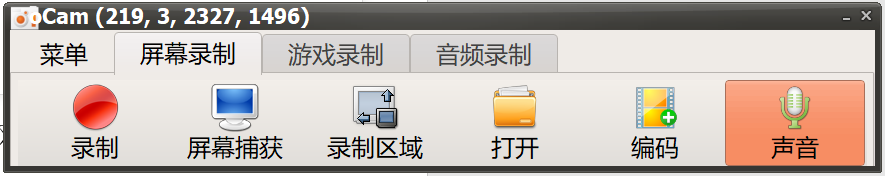 oCam (219, 3, 2327, 1496)
菜单 屏幕录制 游戏录制 音频录制
录制 屏幕捕获 录制区域 打开 编码 声音